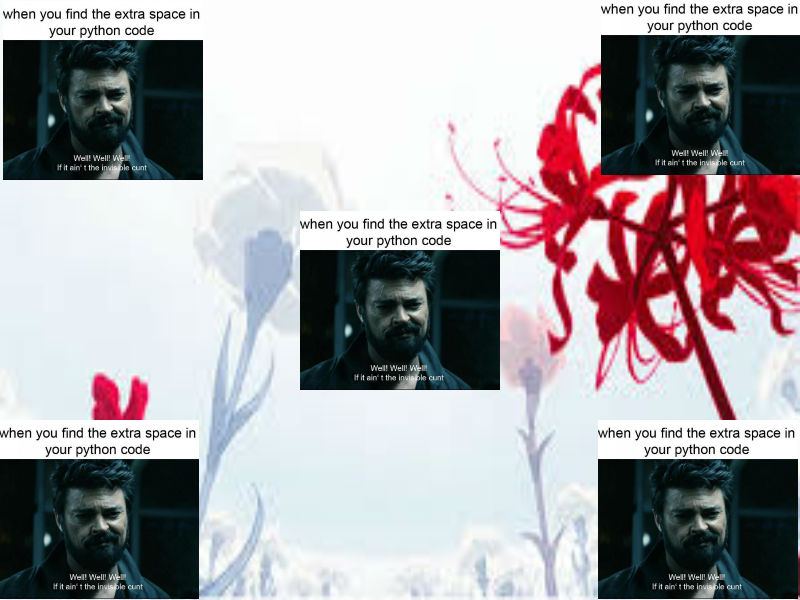 when you find the extra space in
your python code
Well! Well! Well!
If it ain' t the invisible cunt
when you find the extra space in
your python code
Well! Well! Well!
If it ain' t the invisible cunt
when you find the extra space in
your python code
Well! Well! Well!
If it ain' t the invisible cunt
when you find the extra space in
your python code
Well! Well! Well!
If it ain' t the invisible cunt
when you find the extra space in
your python code
Well! Well! Well!
If it ain' t the invisible cunt